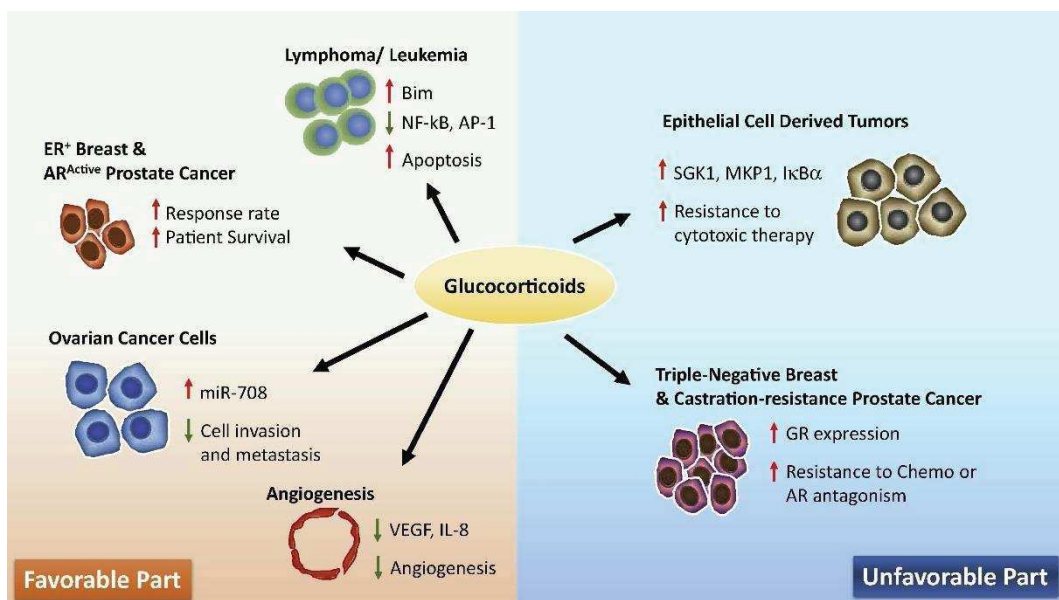 Lymphoma/ Leukemia
Bim
NF-kB, AP-1
Apoptosis
ER⁺ Breast &
ARᴬᶜᵗⁱᵛᵉ Prostate Cancer
Response rate
Patient Survival
Ovarian Cancer Cells
miR-708
Cell invasion
and metastasis
Angiogenesis
VEGF, IL-8
Angiogenesis
Favorable Part
Glucocorticoids
Epithelial Cell Derived Tumors
SGK1, MKP1, IκBα
Resistance to
cytotoxic therapy
Triple-Negative Breast
& Castration-resistance Prostate Cancer
GR expression
Resistance to Chemo or
AR antagonism
Unfavorable Part